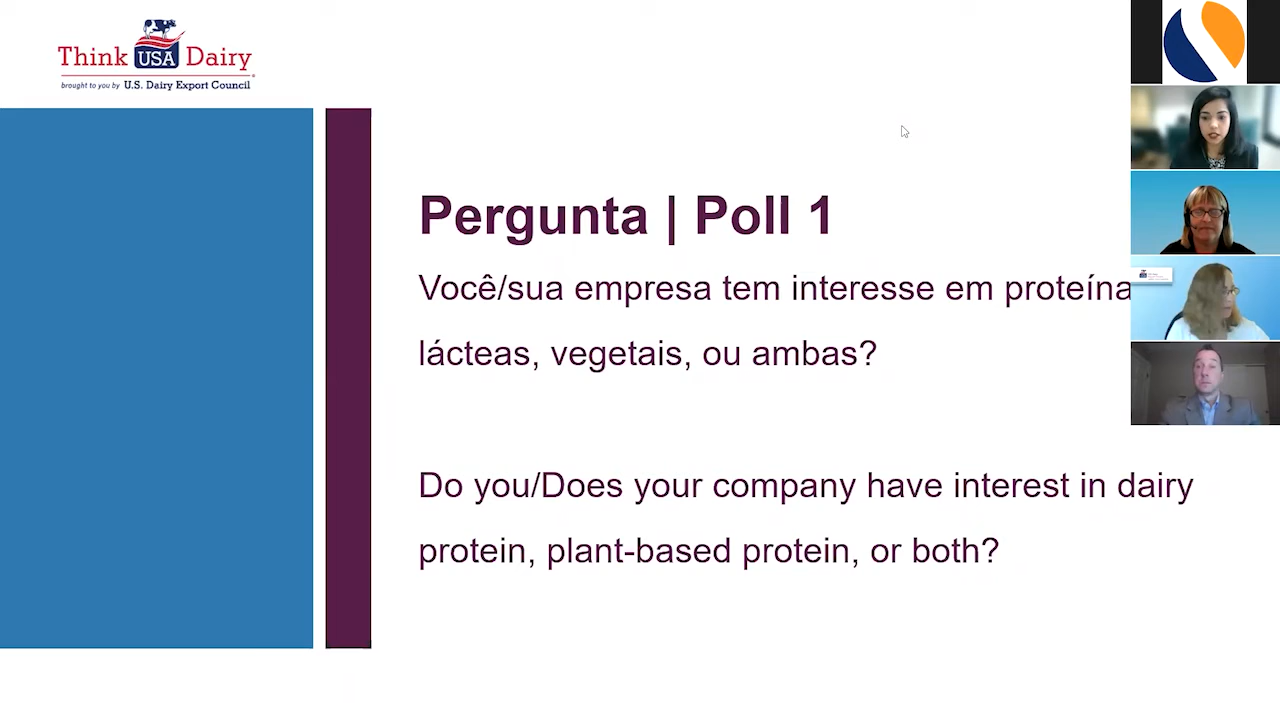 Think USA Dairy
brought to you by U.S. Dairy Export Council
Pergunta | Poll 1
Você/sua empresa tem interesse em proteína
lácteas, vegetais, ou ambas?
Do you/Does your company have interest in dairy
protein, plant-based protein, or both?